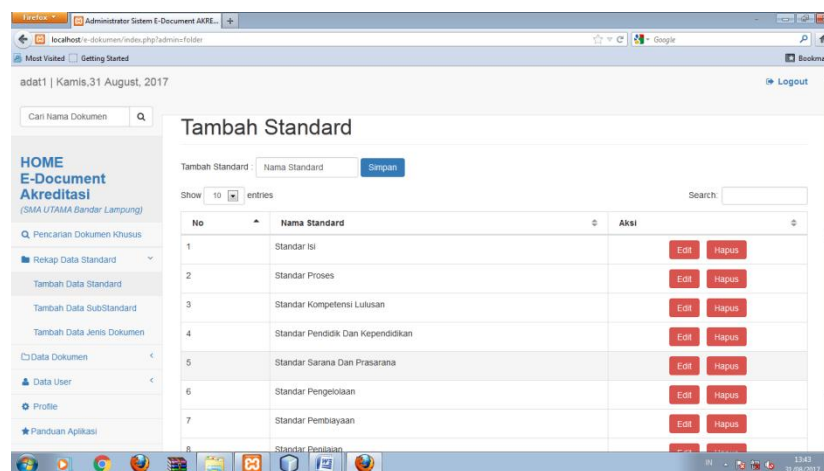 Firefox
Administrator Sistem E-Document AKRE...
localhost/e-dokumen/index.php?admin=folder
Google
Most Visited Getting Started
Bookma
adat1 | Kamis,31 August, 2017
Logout
Cari Nama Dokumen
Tambah Standard
HOME
E-Document
Akreditasi
(SMA UTAMA Bandar Lampung)
Pencarian Dokumen Khusus
Rekap Data Standard
Tambah Data Standard
Tambah Data SubStandard
Tambah Data Jenis Dokumen
Data Dokumen
Data User
Profile
Panduan Aplikasi
Tambah Standard : Nama Standard Simpan
Show 10 entries Search:
No Nama Standard Aksi
1 Standar Isi Edit Hapus
2 Standar Proses Edit Hapus
3 Standar Kompetensi Lulusan Edit Hapus
4 Standar Pendidik Dan Kependidikan Edit Hapus
5 Standar Sarana Dan Prasarana Edit Hapus
6 Standar Pengelolaan Edit Hapus
7 Standar Pembiayaan Edit Hapus
8 Standar Penilaian
IN 13:43
31/08/2017